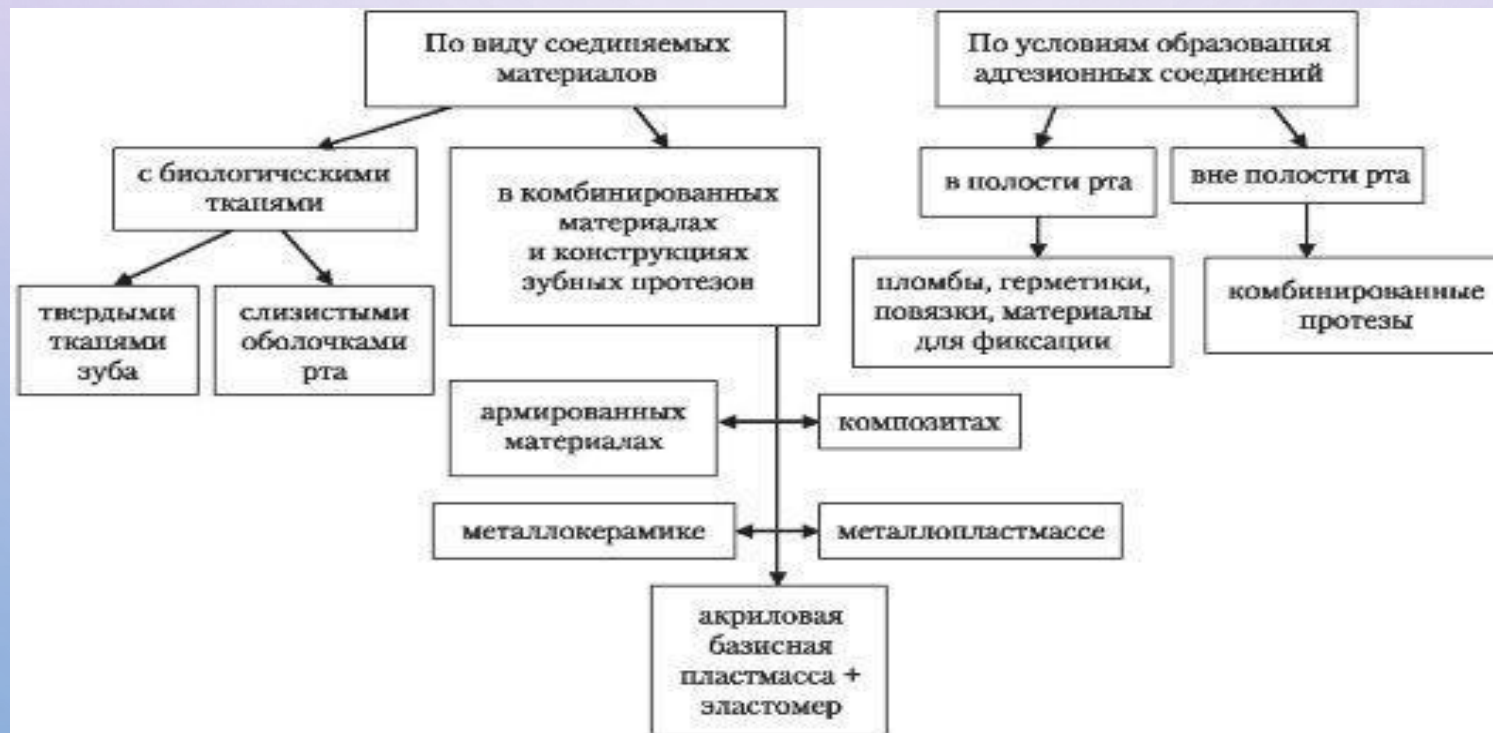 По виду соединяемых
материалов
По условиям образования
адгезионных соединений
с биологическими
тканями
в комбинированных
материалах
и конструкциях
зубных протезов
в полости рта
вне полости рта
твердыми
тканями
зуба
слизистыми
оболочками
рта
пломбы, герметики,
повязки, материалы
для фиксации
комбинированные
протезы
армированных
материалах
композитах
металлокерамике
металлопластмассе
акриловая
базисная
пластмасса +
эластомер